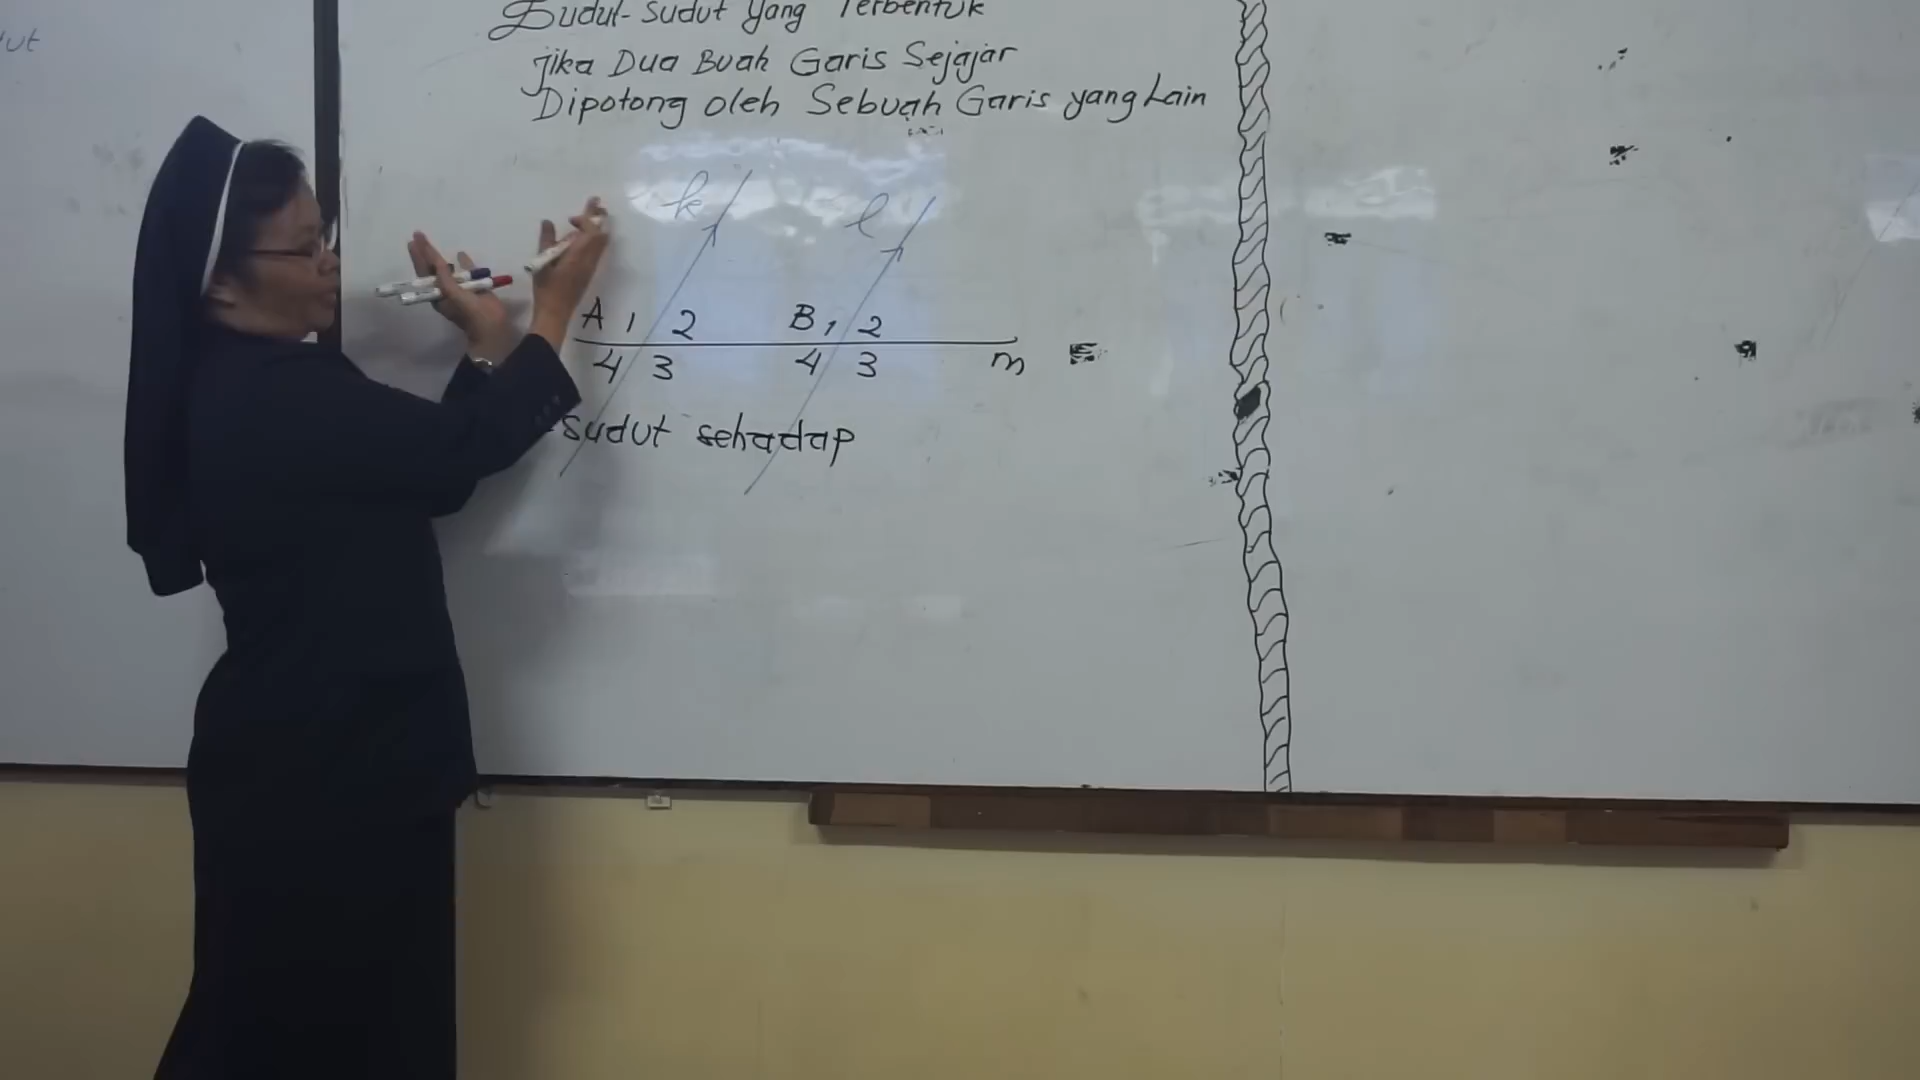 Sudut-Sudut Yang Terbentuk
Jika Dua Buah Garis Sejajar
Dipotong oleh Sebuah Garis yang Lain
k l
A 1 2 B 1 2
4 3 4 3 m
sudut sehadap